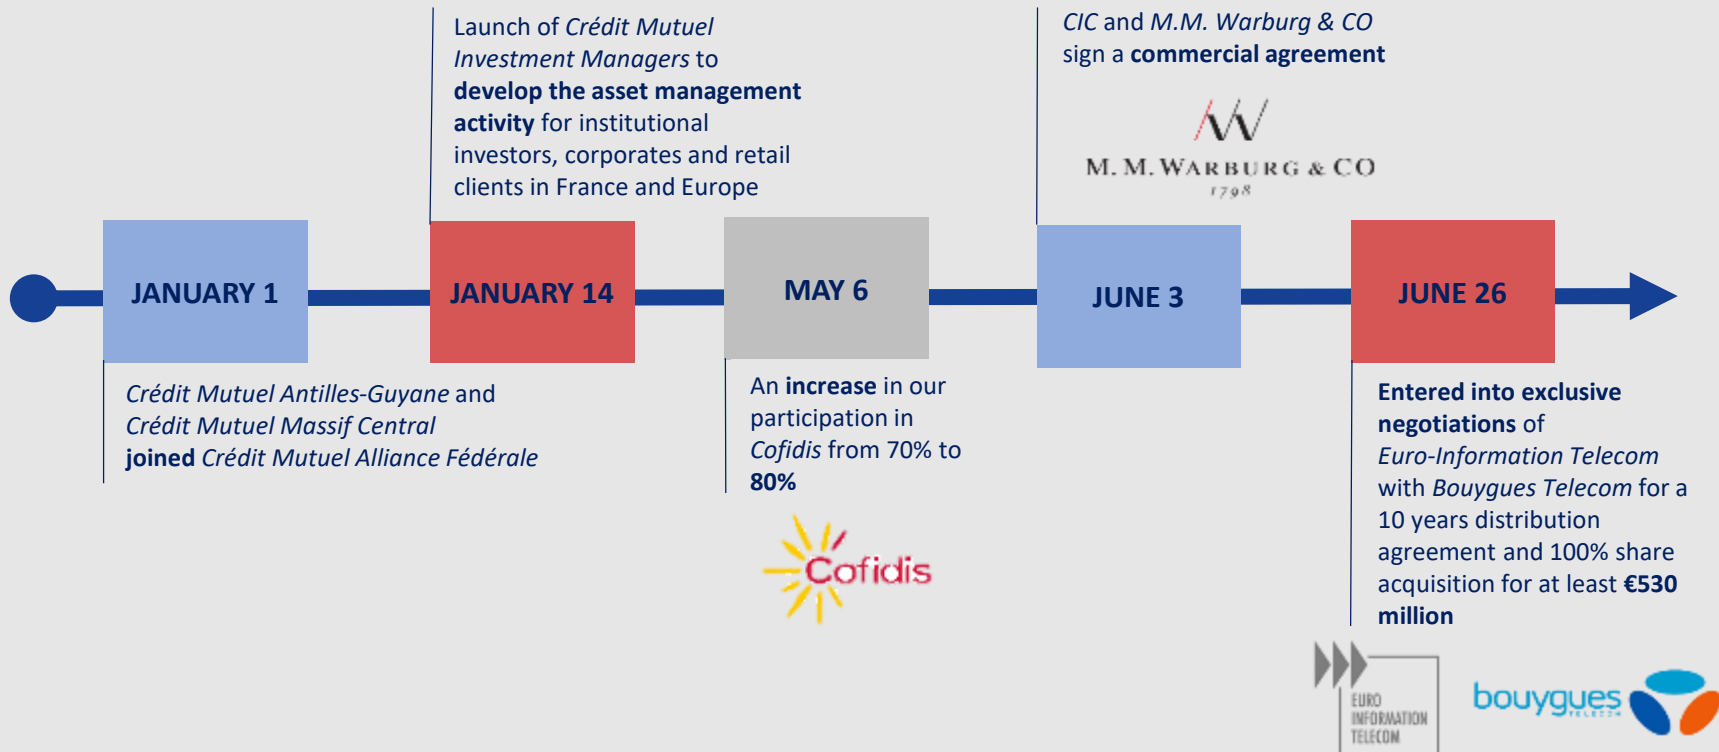 Launch of Crédit Mutuel
Investment Managers to
develop the asset management
activity for institutional
investors, corporates and retail
clients in France and Europe
CIC and M.M. Warburg & CO
sign a commercial agreement
M. M. WARBURG & CO
1798
JANUARY 1
JANUARY 14
MAY 6
JUNE 3
JUNE 26
Crédit Mutuel Antilles-Guyane and
Crédit Mutuel Massif Central
joined Crédit Mutuel Alliance Fédérale
An increase in our
participation in
Cofidis from 70% to
80%
Cofidis
Entered into exclusive
negotiations of
Euro-Information Telecom
with Bouygues Telecom for a
10 years distribution
agreement and 100% share
acquisition for at least €530
million
EURO
INFORMATION
TELECOM
bouygues
TELECOM